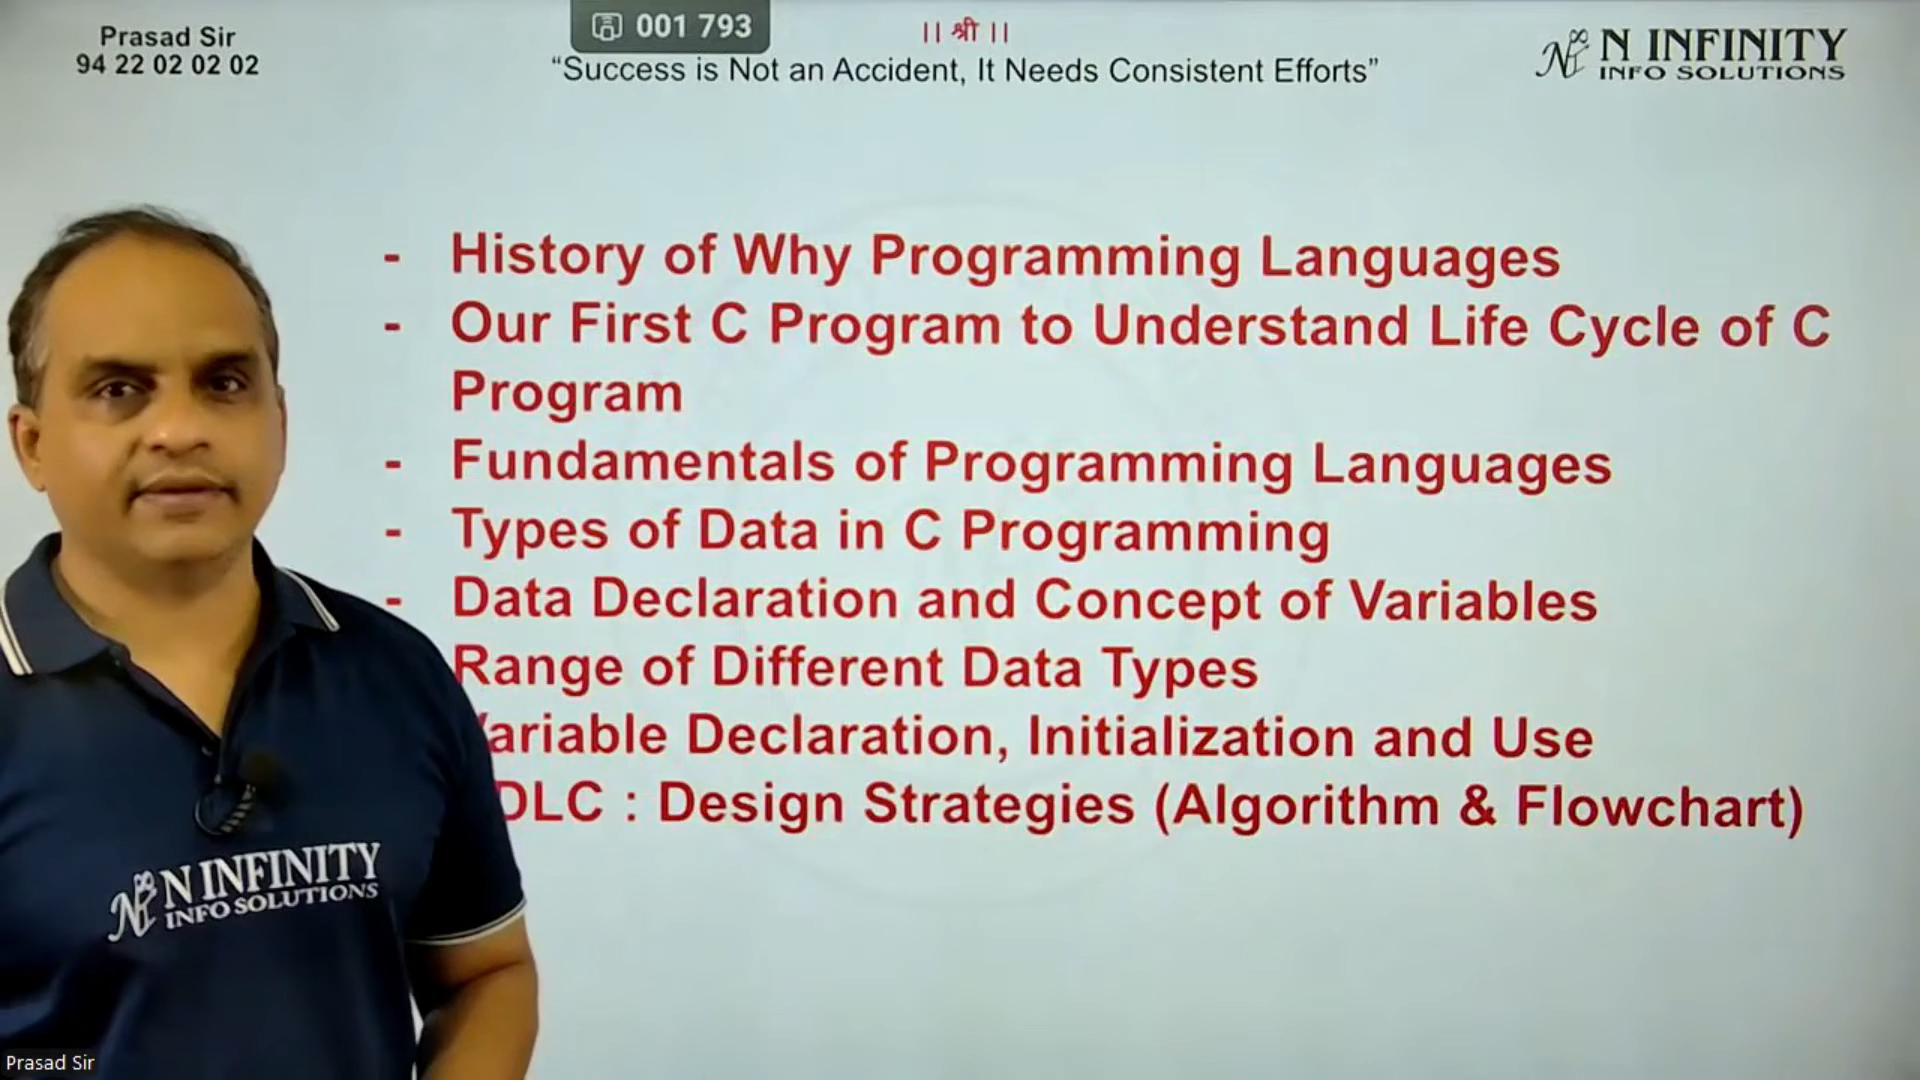 Prasad Sir
94 22 02 02 02
001 793
|| श्री ||
“Success is Not an Accident, It Needs Consistent Efforts”
N INFINITY
INFO SOLUTIONS
- History of Why Programming Languages
- Our First C Program to Understand Life Cycle of C
Program
- Fundamentals of Programming Languages
- Types of Data in C Programming
- Data Declaration and Concept of Variables
Range of Different Data Types
ariable Declaration, Initialization and Use
DLC : Design Strategies (Algorithm & Flowchart)
N INFINITY
INFO SOLUTIONS
Prasad Sir